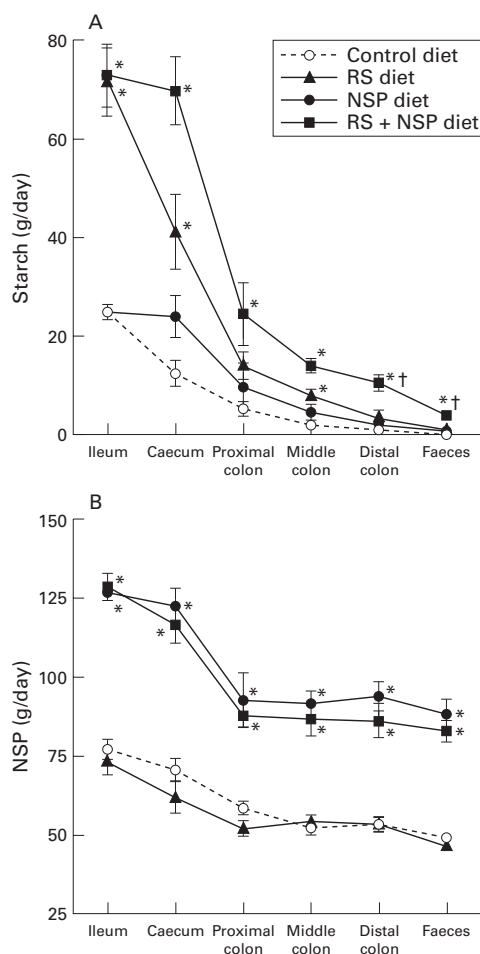 A
Control diet
RS diet
NSP diet
RS + NSP diet
Starch (g/day)
80
60
40
20
0
* * * * * * * * † * †
Ileum Caecum Proximal colon Middle colon Distal colon Faeces
B
NSP (g/day)
150
125
100
75
50
25
* * * * * * * * * * * *
Ileum Caecum Proximal colon Middle colon Distal colon Faeces